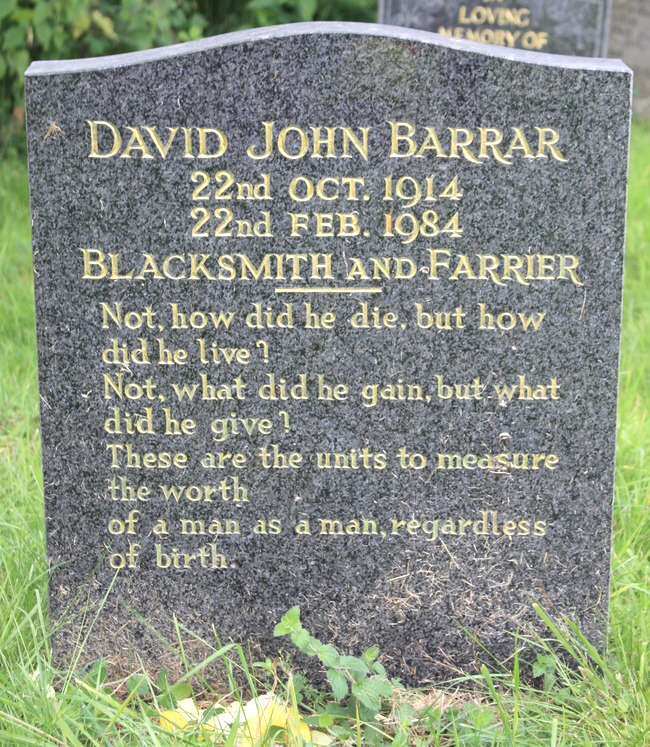 LOVING
MEMORY OF
DAVID JOHN BARRAR
22nd OCT. 1914
22nd FEB. 1984
BLACKSMITH AND FARRIER
Not, how did he die, but how
did he live?
Not, what did he gain, but what
did he give?
These are the units to measure
the worth
of a man as a man, regardless
of birth.